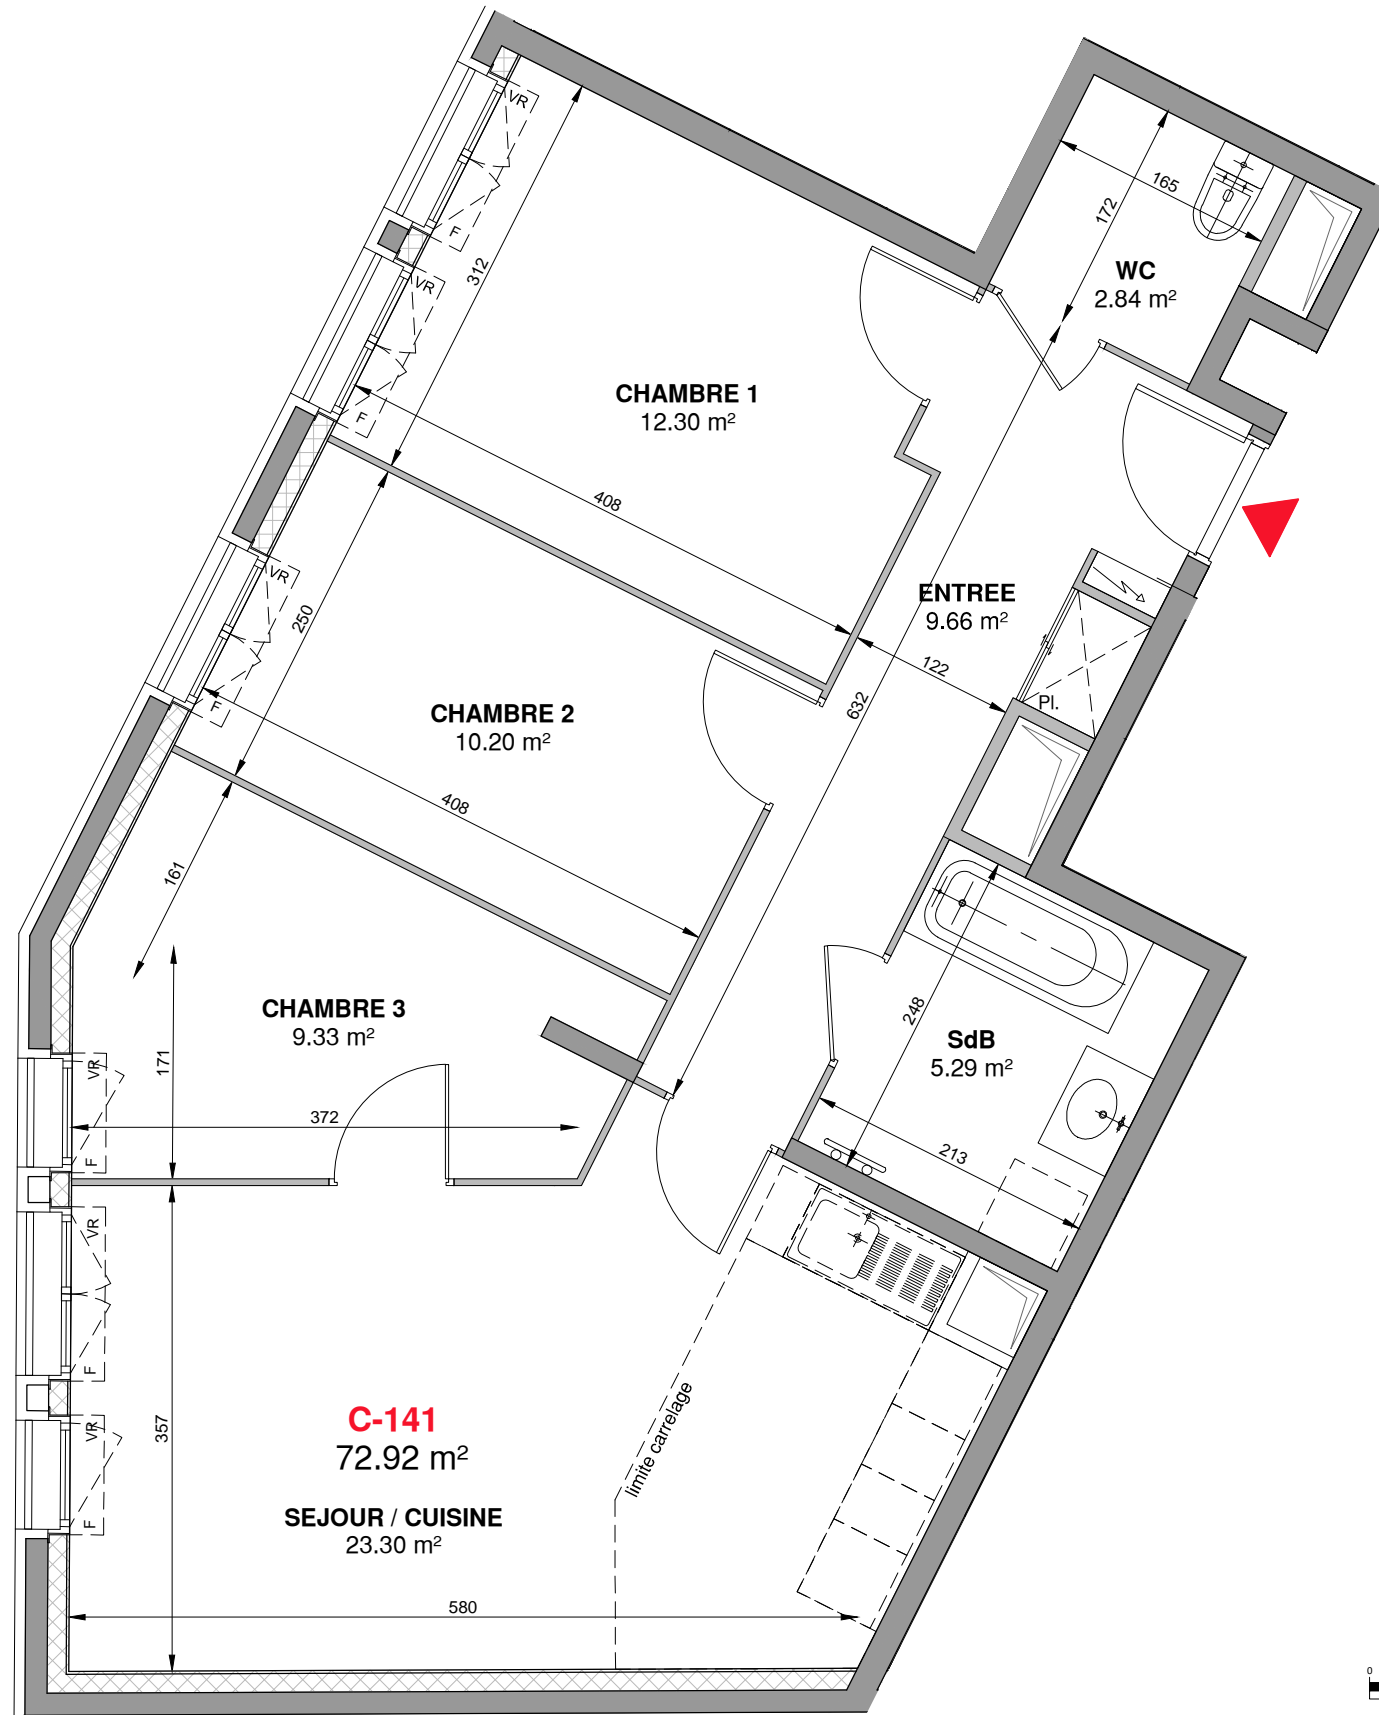 VR
F
VR
F
312
165
172
WC
2.84 m²
CHAMBRE 1
12.30 m²
408
ENTREE
9.66 m²
122
632
Pl.
VR
F
250
CHAMBRE 2
10.20 m²
408
161
CHAMBRE 3
9.33 m²
171
372
VR
F
248
SdB
5.29 m²
213
VR
F
VR
F
357
C-141
72.92 m²
SEJOUR / CUISINE
23.30 m²
limite carrelage
580
0